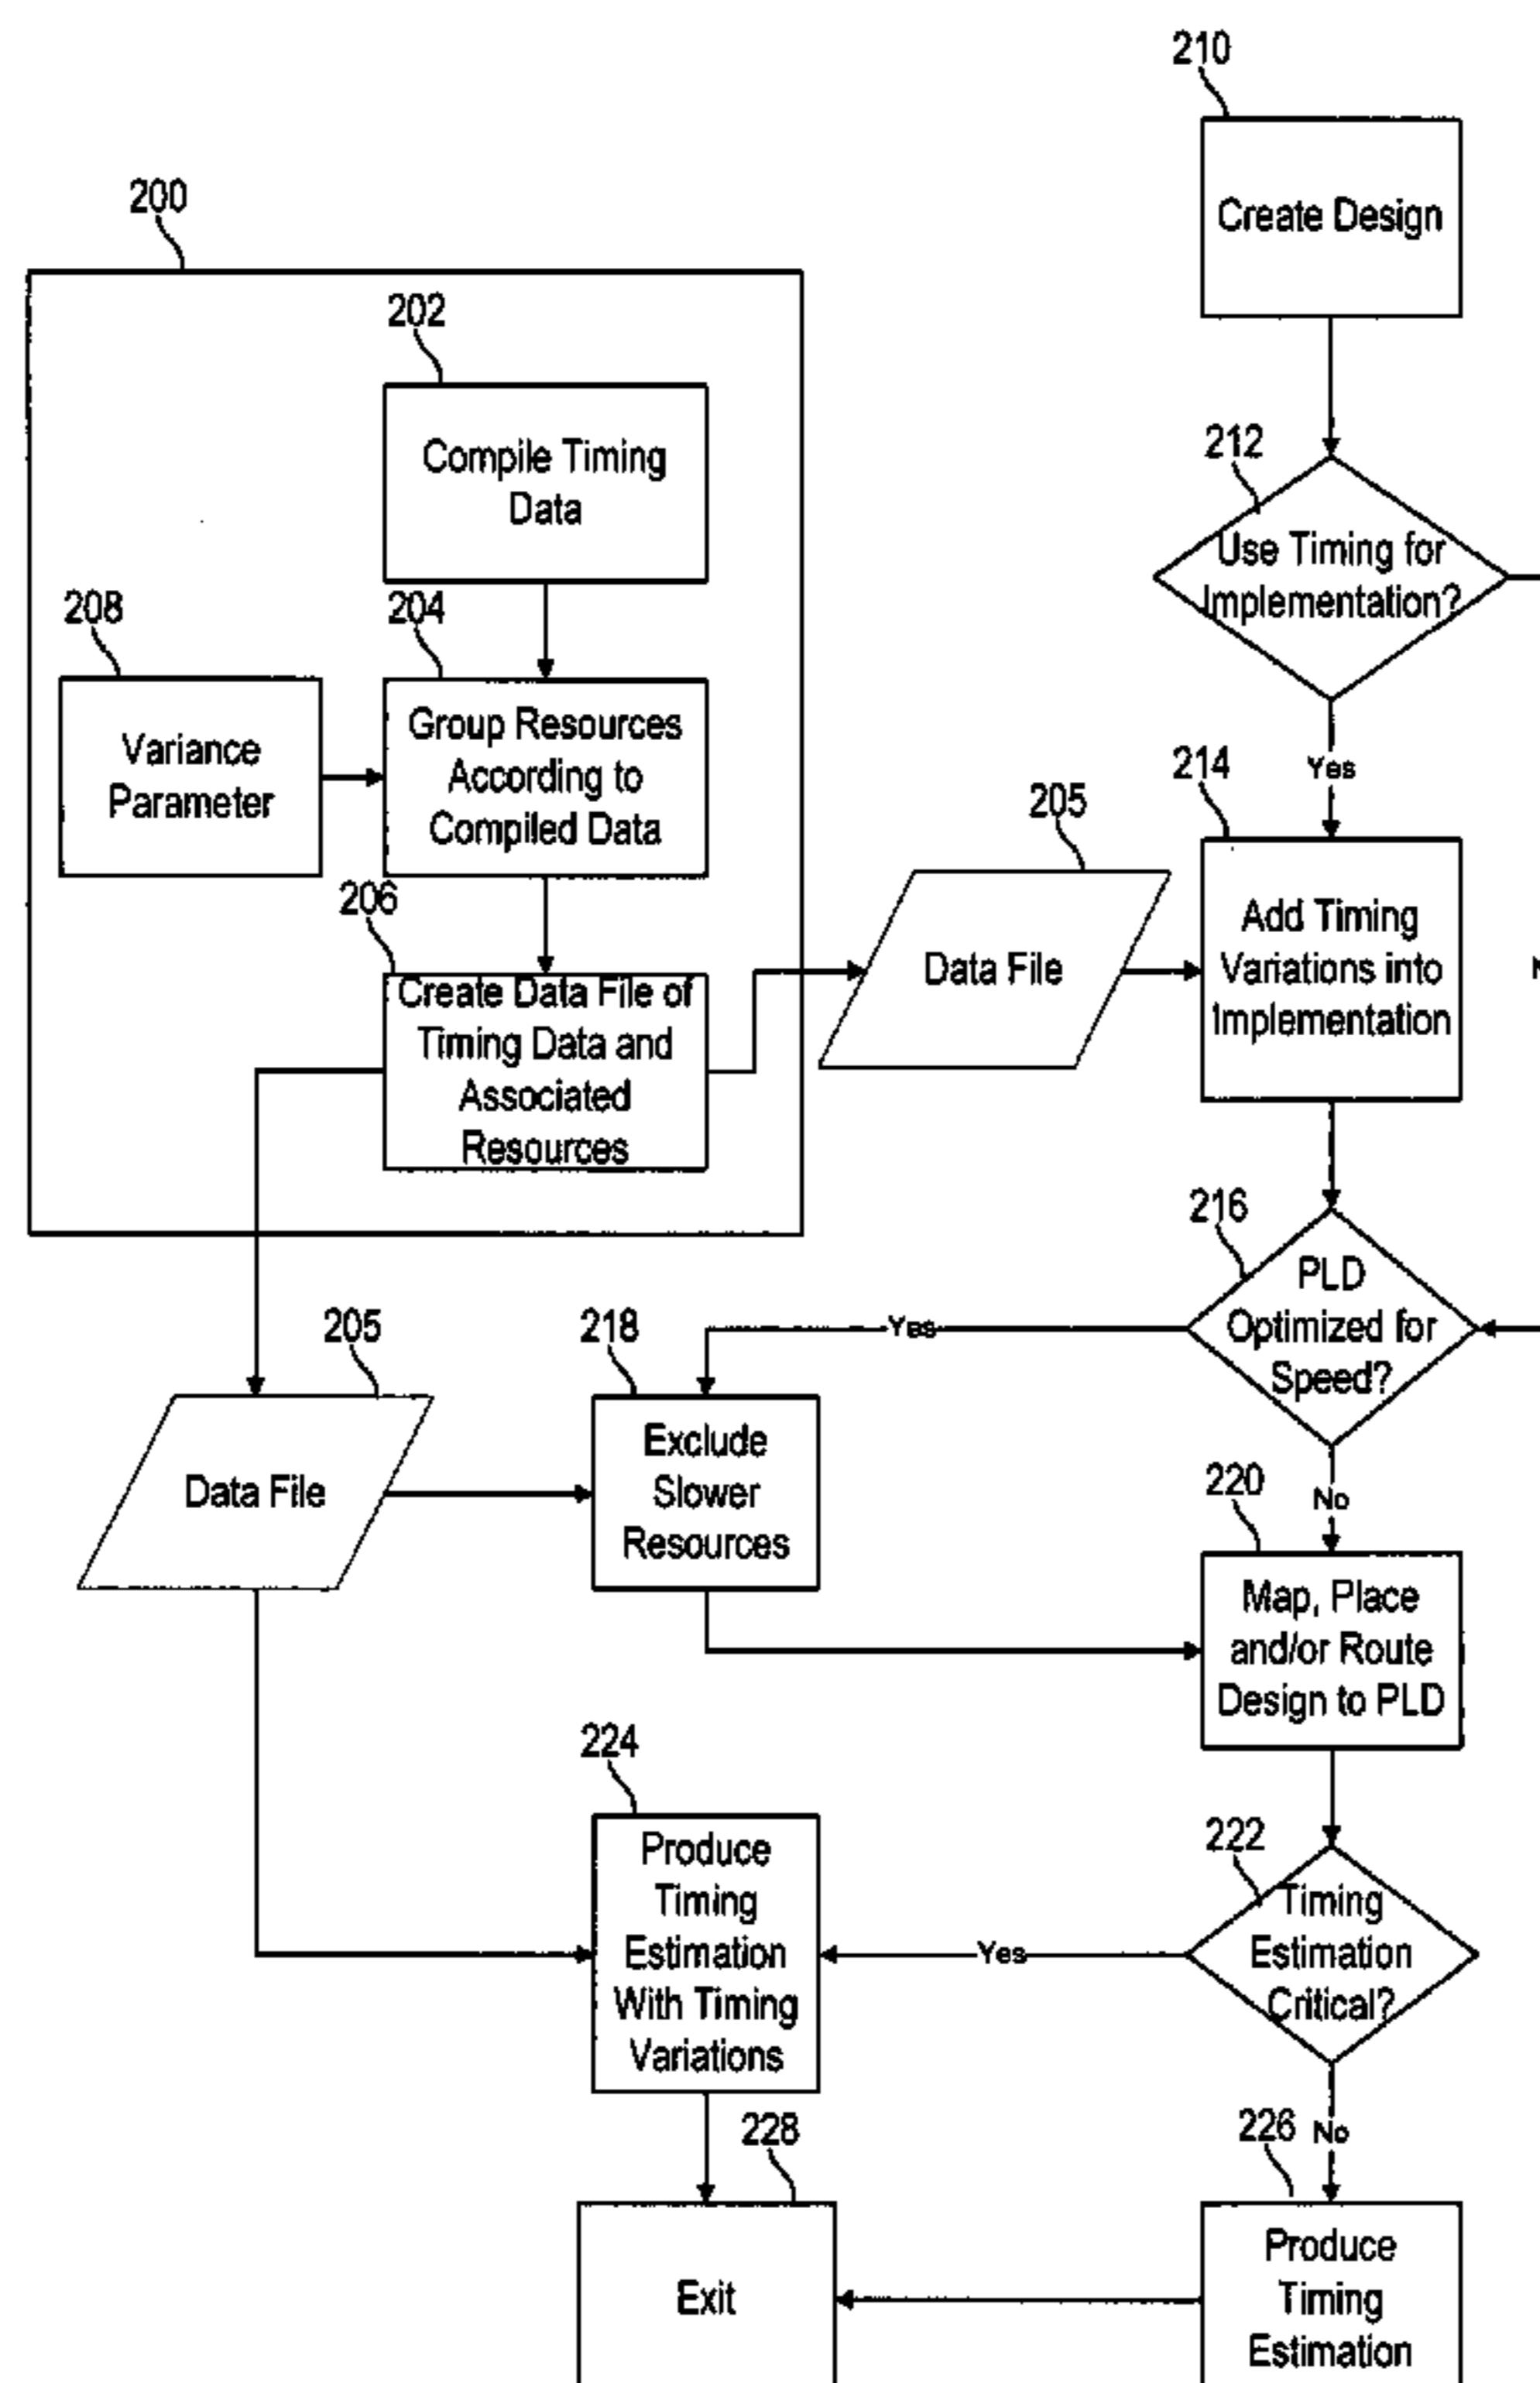 210
Create Design
200
202
Compile Timing
Data
212
Use Timing for
Implementation?
208
Variance
Parameter
204
Group Resources
According to
Compiled Data
Yes
214
Add Timing
Variations into
Implementation
205
Data File
206
Create Data File of
Timing Data and
Associated
Resources
216
PLD
Optimized for
Speed?
Yes
205
Data File
218
Exclude
Slower
Resources
No
220
Map, Place
and/or Route
Design to PLD
224
Produce
Timing
Estimation
With Timing
Variations
222
Timing
Estimation
Critical?
Yes
No
228
Exit
226
Produce
Timing
Estimation